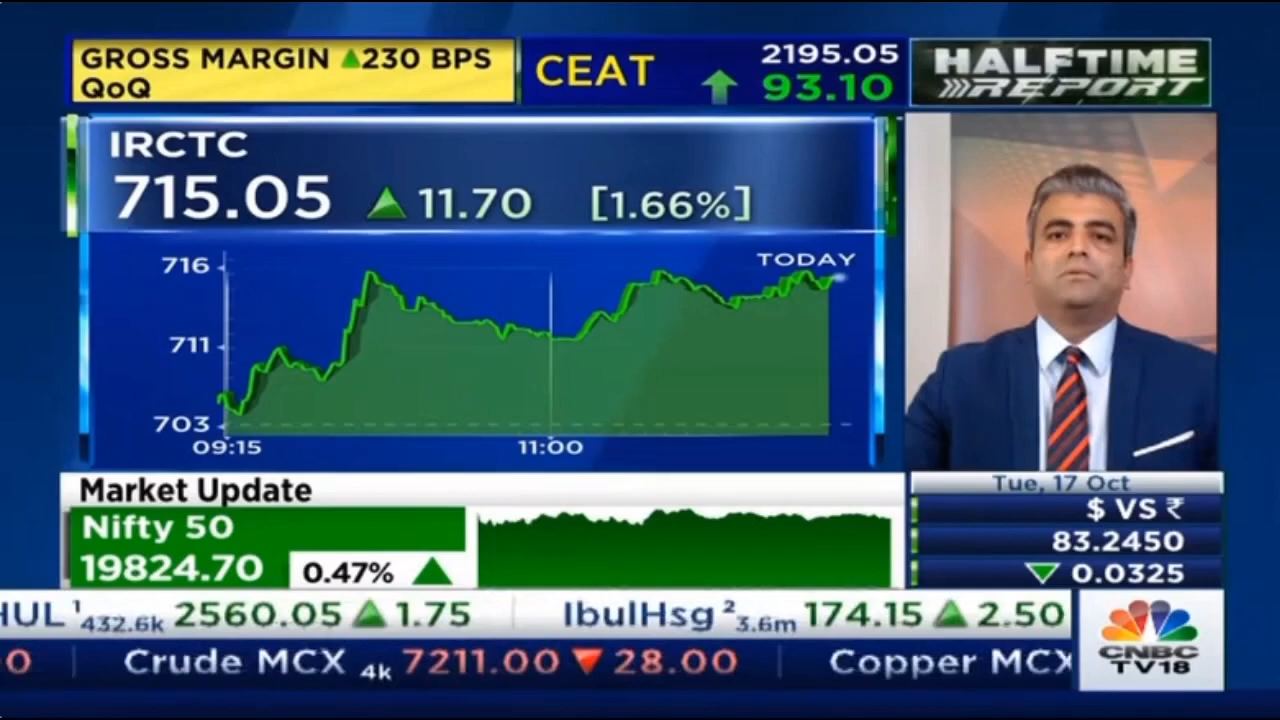 GROSS MARGIN ▲230 BPS
QoQ
CEAT
2195.05
93.10
HALFTIME
REPORT
IRCTC
715.05 ▲ 11.70 [1.66%]
TODAY
716
711
703
09:15 11:00
Market Update
Nifty 50
19824.70
0.47% ▲
Tue, 17 Oct
$ VS ₹
83.2450
▼ 0.0325
HUL ¹ 432.6k 2560.05 ▲ 1.75 IbulHsg ² 3.6m 174.15 ▲ 2.50
0 Crude MCX 4k 7211.00 ▼ 28.00 Copper MCX
CNBC
TV18